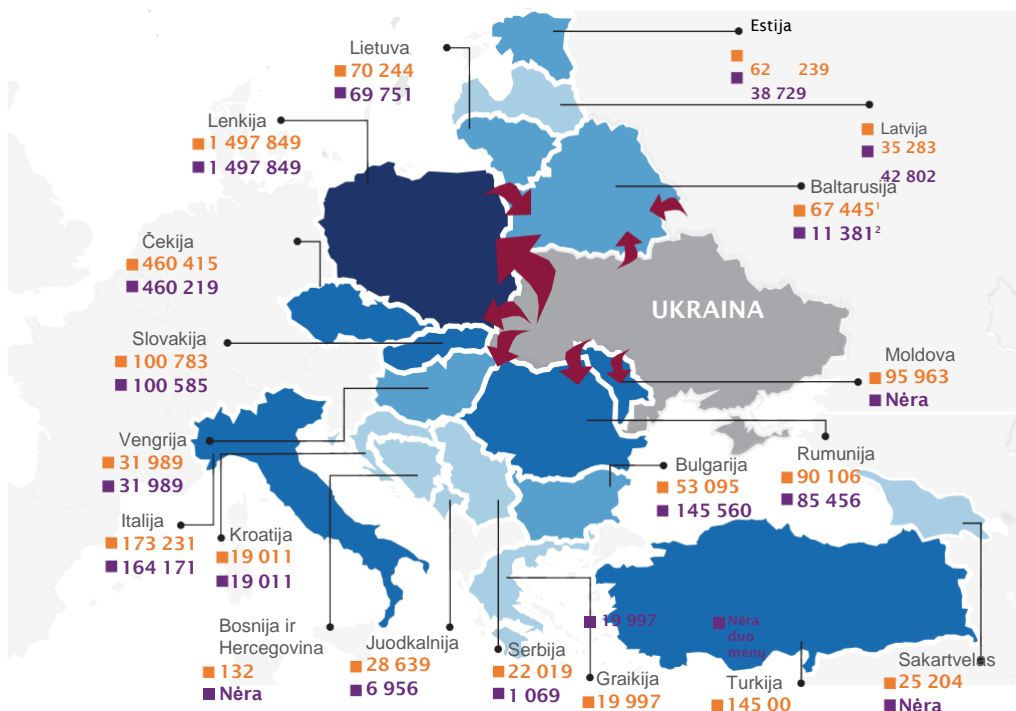 Estija
62 239
38 729
Lietuva
70 244
69 751
Latvija
35 283
42 802
Lenkija
1 497 849
1 497 849
Baltarusija
67 445¹
11 381²
Čekija
460 415
460 219
UKRAINA
Slovakija
100 783
100 585
Moldova
95 963
Nėra
Vengrija
31 989
31 989
Rumunija
90 106
85 456
Bulgarija
53 095
145 560
Italija
173 231
164 171
Kroatija
19 011
19 011
Bosnija ir
Hercegovina
132
Nėra
Juodkalnija
28 639
6 956
Serbija
22 019
1 069
19 997
Graikija
19 997
Nėra
duo
menų
Turkija
145 00
Sakartvelas
25 204
Nėra